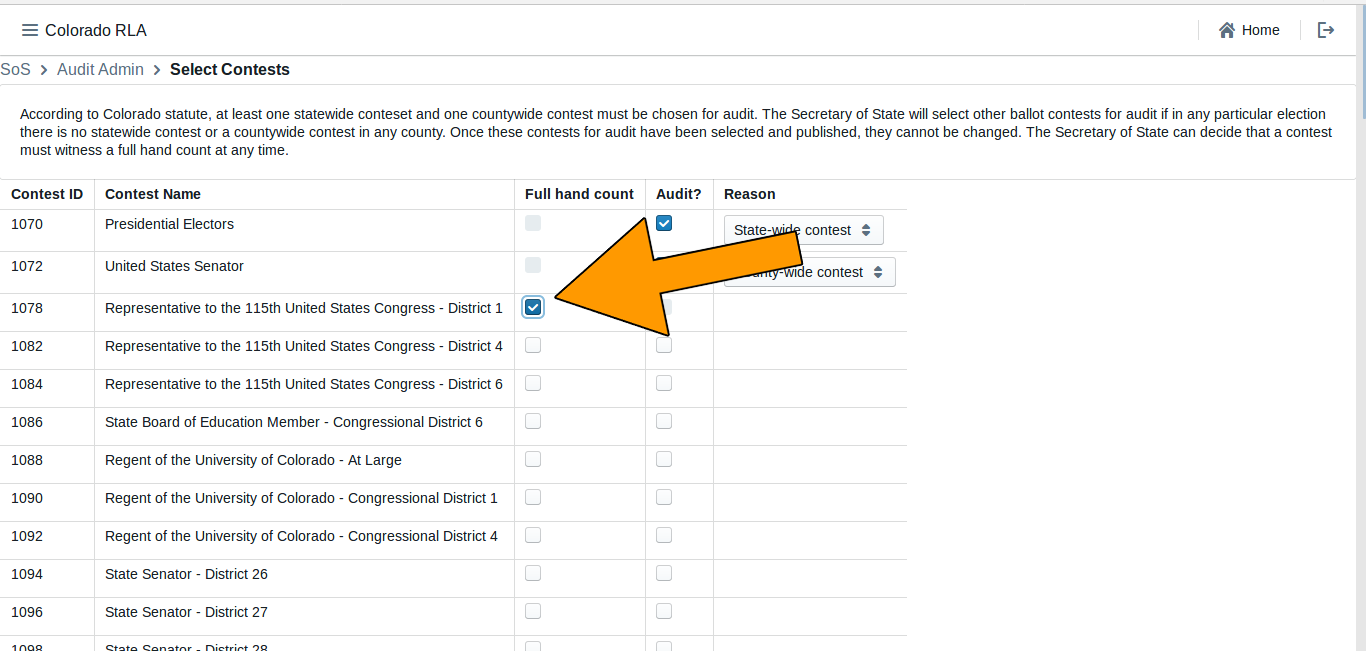 Colorado RLA
Home
SoS > Audit Admin > Select Contests
According to Colorado statute, at least one statewide conteset and one countywide contest must be chosen for audit. The Secretary of State will select other ballot contests for audit if in any particular election
there is no statewide contest or a countywide contest in any county. Once these contests for audit have been selected and published, they cannot be changed. The Secretary of State can decide that a contest
must witness a full hand count at any time.
Contest ID Contest Name Full hand count Audit? Reason
1070 Presidential Electors State-wide contest
1072 United States Senator contest
1078 Representative to the 115th United States Congress - District 1
1082 Representative to the 115th United States Congress - District 4
1084 Representative to the 115th United States Congress - District 6
1086 State Board of Education Member - Congressional District 6
1088 Regent of the University of Colorado - At Large
1090 Regent of the University of Colorado - Congressional District 1
1092 Regent of the University of Colorado - Congressional District 4
1094 State Senator - District 26
1096 State Senator - District 27
1098 State Senator - District 28